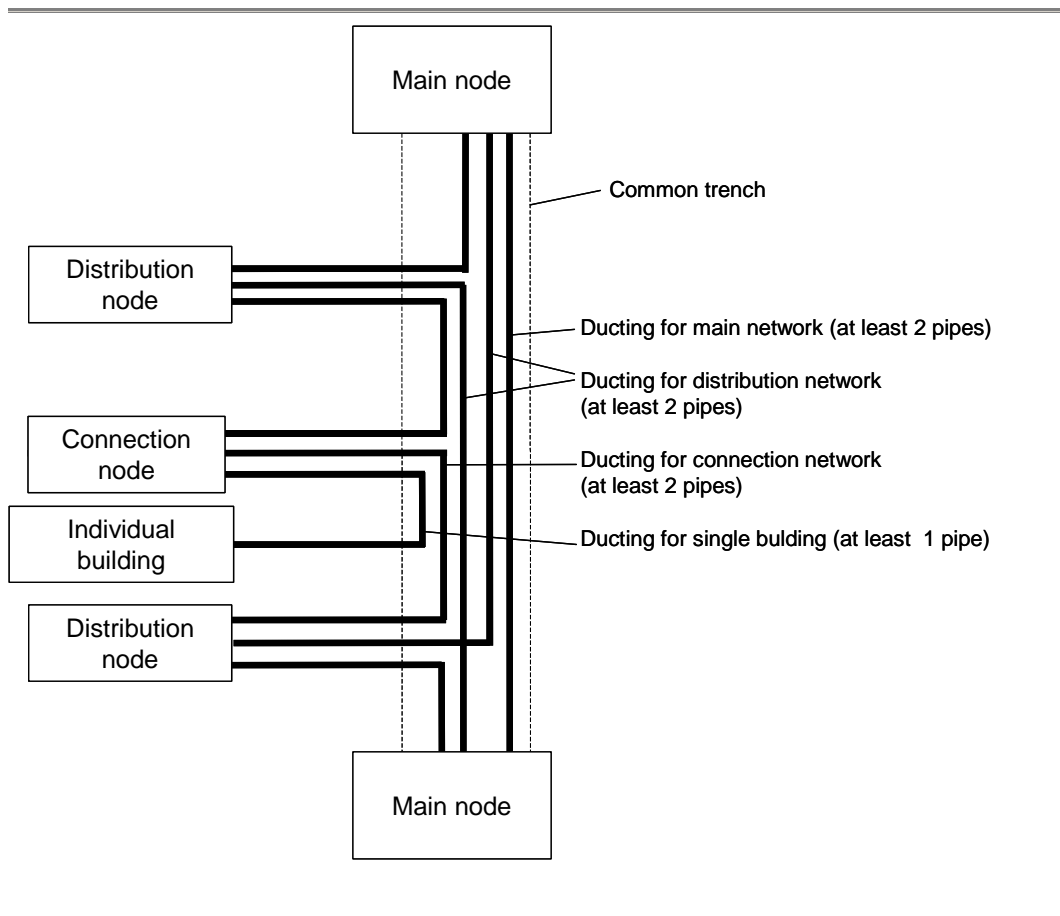 Main node
Common trench
Distribution
node
Ducting for main network (at least 2 pipes)
Ducting for distribution network
(at least 2 pipes)
Connection
node
Ducting for connection network
(at least 2 pipes)
Individual
building
Ducting for single bulding (at least  1 pipe)
Distribution
node
Main node